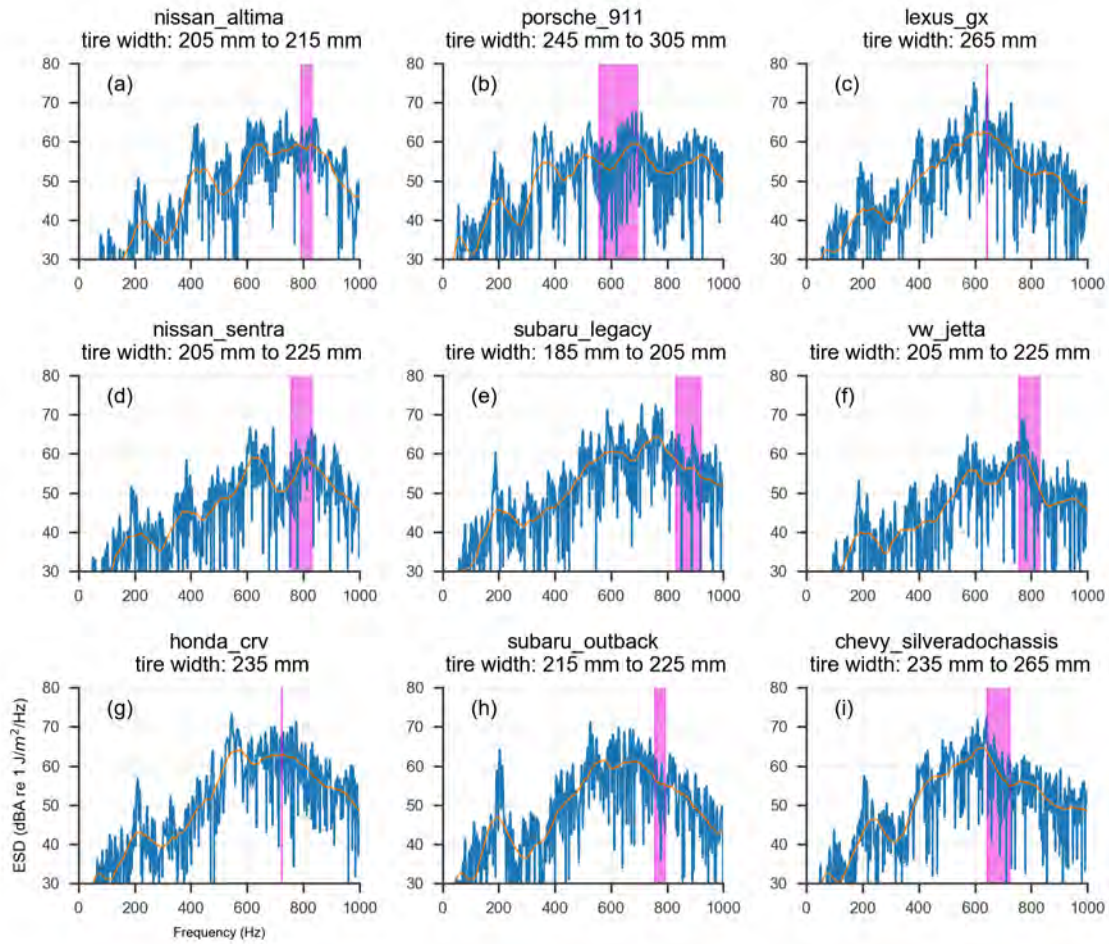 nissan_altima
tire width: 205 mm to 215 mm
porsche_911
tire width: 245 mm to 305 mm
lexus_gx
tire width: 265 mm
(a)
(b)
(c)
80
70
60
50
40
30
0 200 400 600 800 1000
80
70
60
50
40
30
0 200 400 600 800 1000
80
70
60
50
40
30
0 200 400 600 800 1000
nissan_sentra
tire width: 205 mm to 225 mm
subaru_legacy
tire width: 185 mm to 205 mm
vw_jetta
tire width: 205 mm to 225 mm
(d)
(e)
(f)
80
70
60
50
40
30
0 200 400 600 800 1000
80
70
60
50
40
30
0 200 400 600 800 1000
80
70
60
50
40
30
0 200 400 600 800 1000
honda_crv
tire width: 235 mm
subaru_outback
tire width: 215 mm to 225 mm
chevy_silveradochassis
tire width: 235 mm to 265 mm
(g)
(h)
(i)
ESD (dBA re 1 J/m²/Hz)
80
70
60
50
40
30
0 200 400 600 800 1000
80
70
60
50
40
30
0 200 400 600 800 1000
80
70
60
50
40
30
0 200 400 600 800 1000
Frequency (Hz)